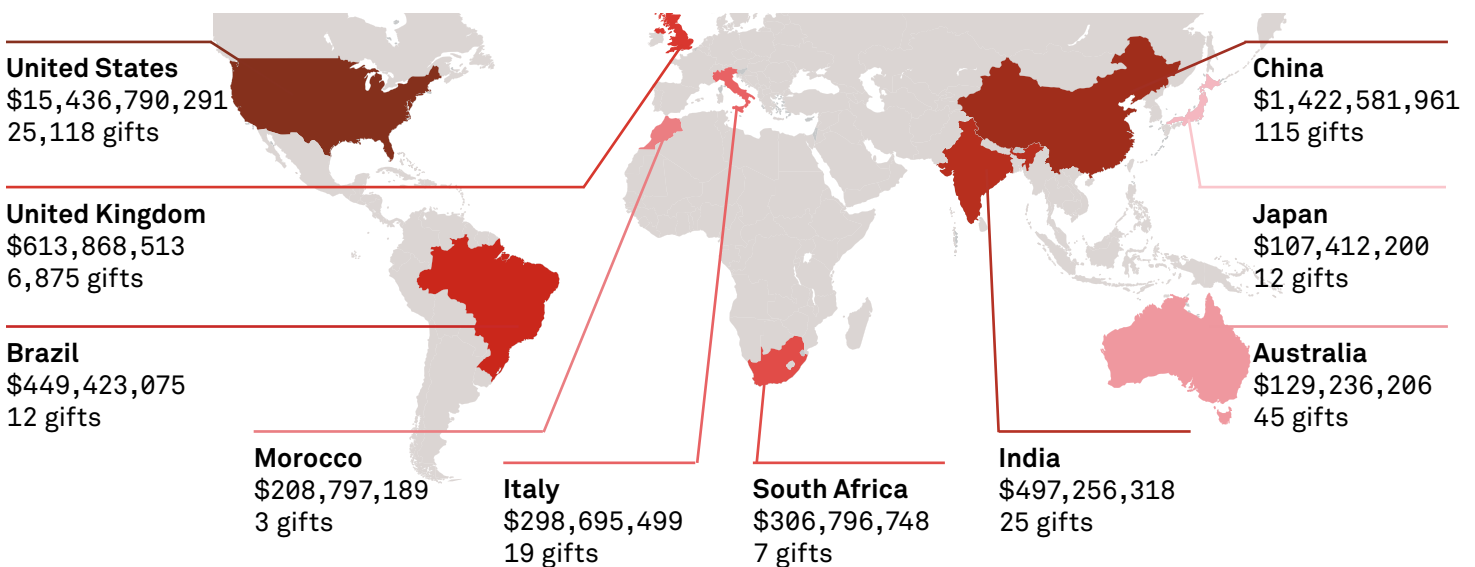 United States
$15,436,790,291
25,118 gifts
United Kingdom
$613,868,513
6,875 gifts
Brazil
$449,423,075
12 gifts
Morocco
$208,797,189
3 gifts
Italy
$298,695,499
19 gifts
South Africa
$306,796,748
7 gifts
India
$497,256,318
25 gifts
China
$1,422,581,961
115 gifts
Japan
$107,412,200
12 gifts
Australia
$129,236,206
45 gifts